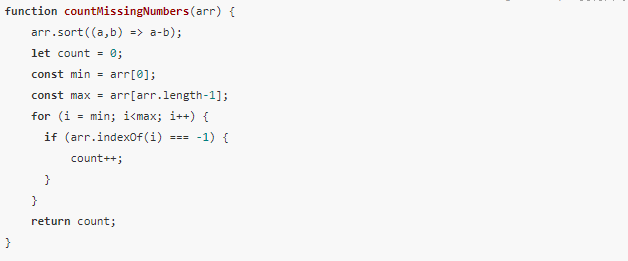 function countMissingNumbers(arr) {
    arr.sort((a,b) => a-b);
    let count = 0;
    const min = arr[0];
    const max = arr[arr.length-1];
    for (i = min; i<max; i++) {
      if (arr.indexOf(i) === -1) {
          count++;
      }
    }
    return count;
}